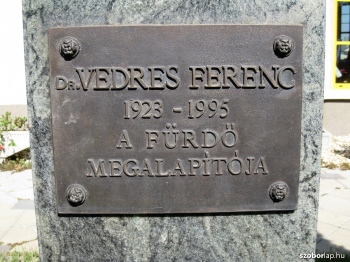 Dr. VEDRES FERENC
1923 - 1995
A FÜRDŐ
MEGALAPÍTÓJA
szoborlap.hu